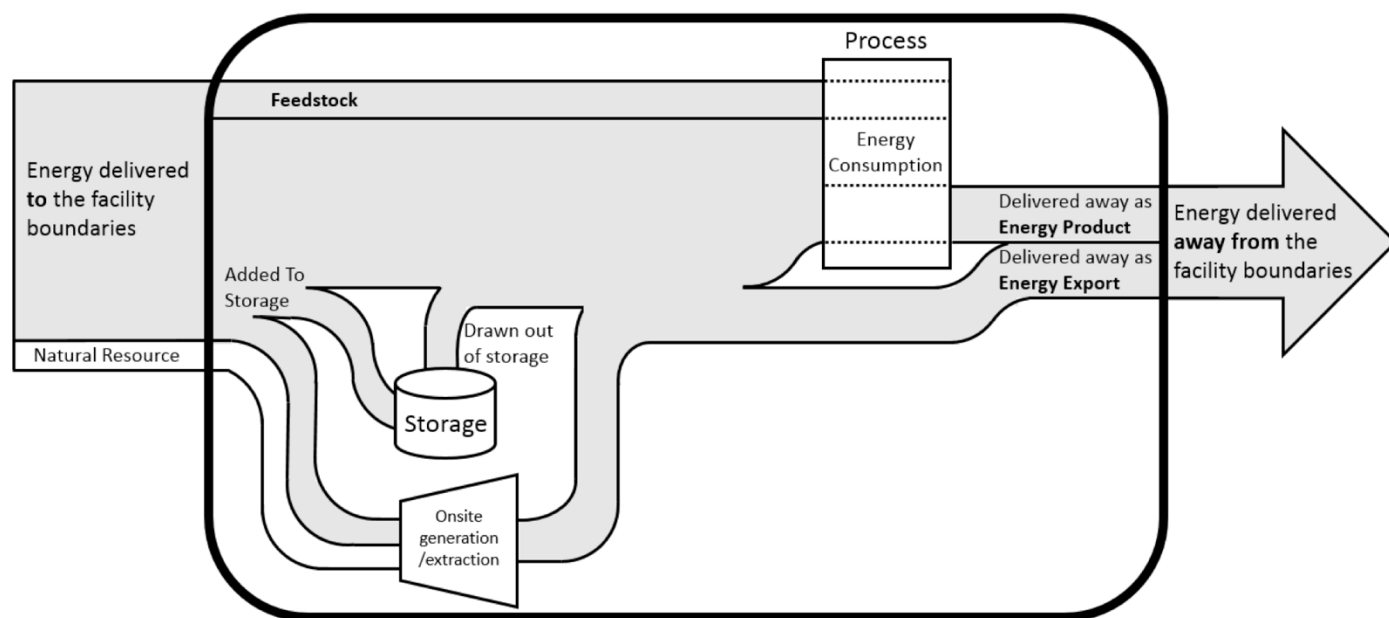 Process
Feedstock
Energy delivered
to the facility
boundaries
Energy
Consumption
Delivered away as
Energy Product
Delivered away as
Energy Export
Energy delivered
away from the
facility boundaries
Added To
Storage
Drawn out
of storage
Natural Resource
Storage
Onsite
generation
/extraction